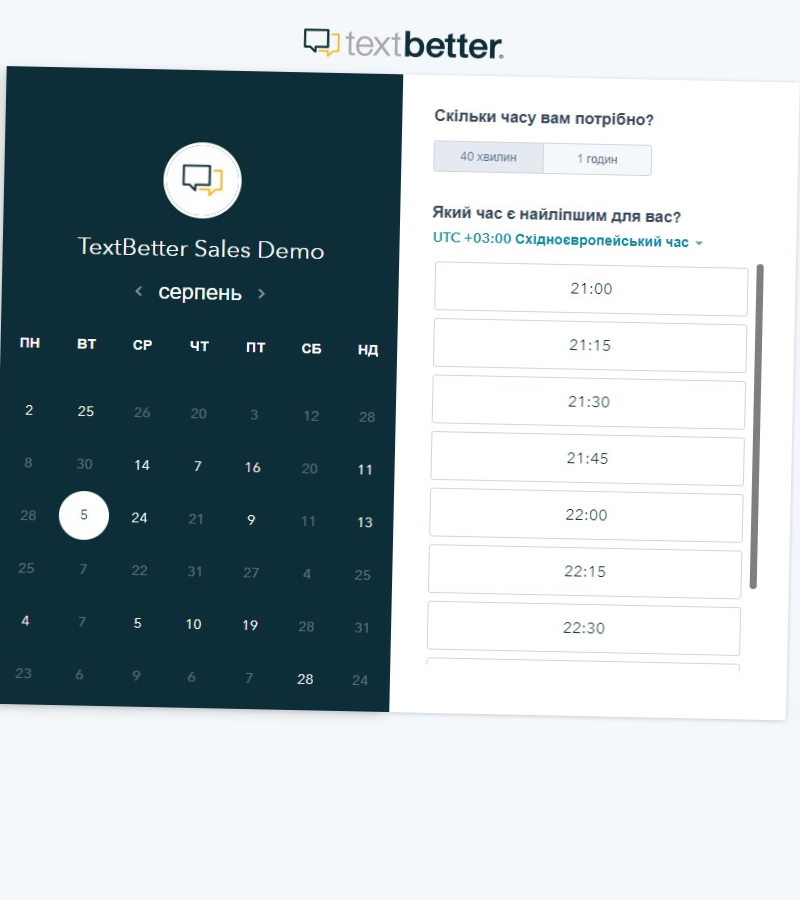 textbetter®
TextBetter Sales Demo
серпень
ПН ВТ СР ЧТ ПТ СБ НД
2 25 26 20 3 12 28
8 30 14 7 16 20 11
28 5 24 21 9 11 13
25 7 22 31 27 4 25
4 7 5 10 19 28 31
23 6 9 6 7 28 24
Скільки часу вам потрібно?
40 хвилин 1 годин
Який час є найліпшим для вас?
UTC +03:00 Східноєвропейський час
21:00
21:15
21:30
21:45
22:00
22:15
22:30